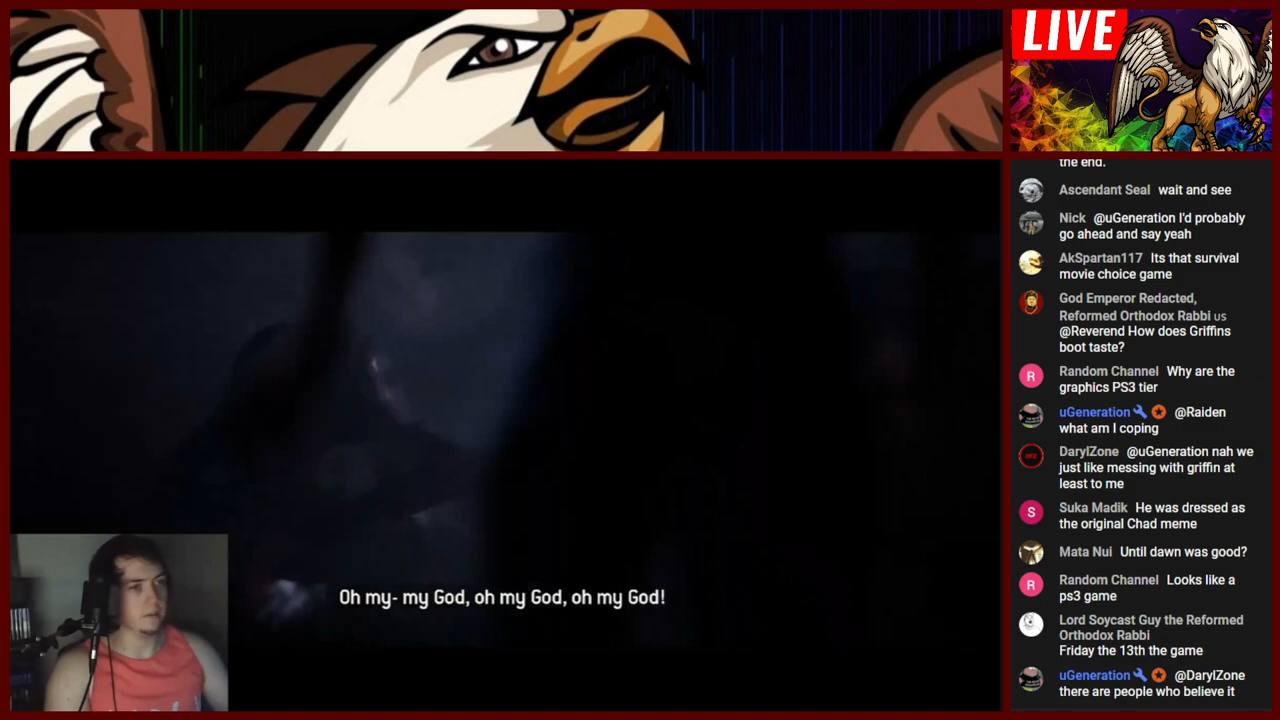 LIVE
the end.
Ascendant Seal wait and see
Nick @uGeneration I'd probably
go ahead and say yeah
AkSpartan117 Its that survival
movie choice game
God Emperor Redacted,
Reformed Orthodox Rabbi us
@Reverend How does Griffins
boot taste?
R Random Channel Why are the
graphics PS3 tier
uGeneration @Raiden
what am I coping
DarylZone @uGeneration nah we
just like messing with griffin at
least to me
S Suka Madik He was dressed as
the original Chad meme
Mata Nui Until dawn was good?
R Random Channel Looks like a
ps3 game
Lord Soycast Guy the Reformed
Orthodox Rabbi
Friday the 13th the game
uGeneration @DarylZone
there are people who believe it
Oh my- my God, oh my God, oh my God!